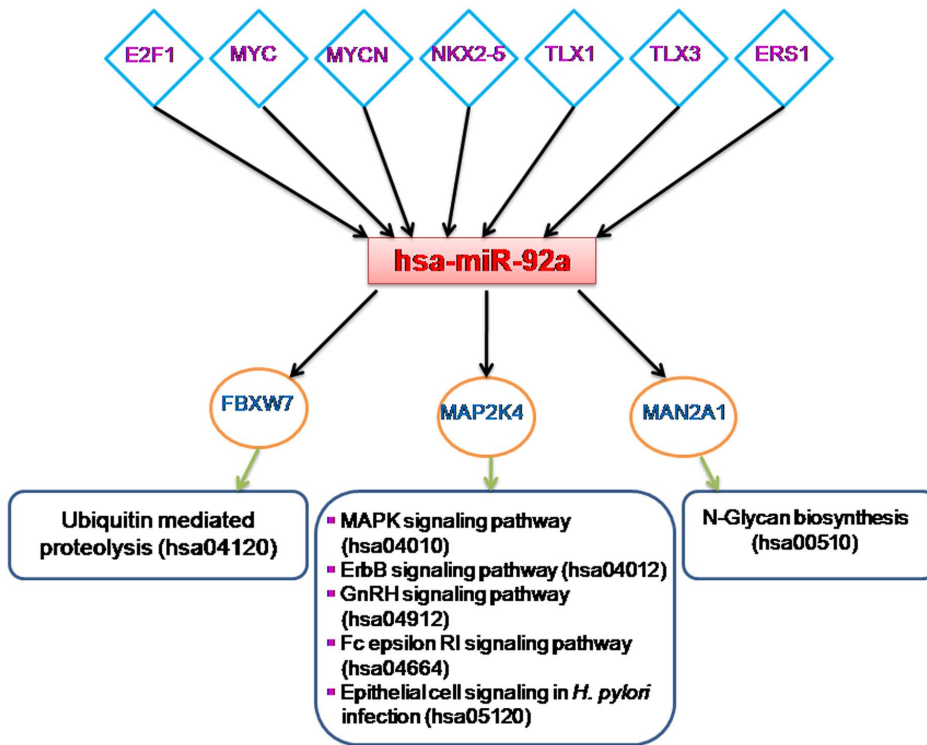 E2F1
MYC
MYCN
NKX2-5
TLX1
TLX3
ERS1
hsa-miR-92a
FBXW7
MAP2K4
MAN2A1
Ubiquitin mediated
proteolysis (hsa04120)
MAPK signaling pathway
(hsa04010)
ErbB signaling pathway (hsa04012)
GnRH signaling pathway
(hsa04912)
Fc epsilon RI signaling pathway
(hsa04664)
Epithelial cell signaling in H. pylori
infection (hsa05120)
N-Glycan biosynthesis
(hsa00510)